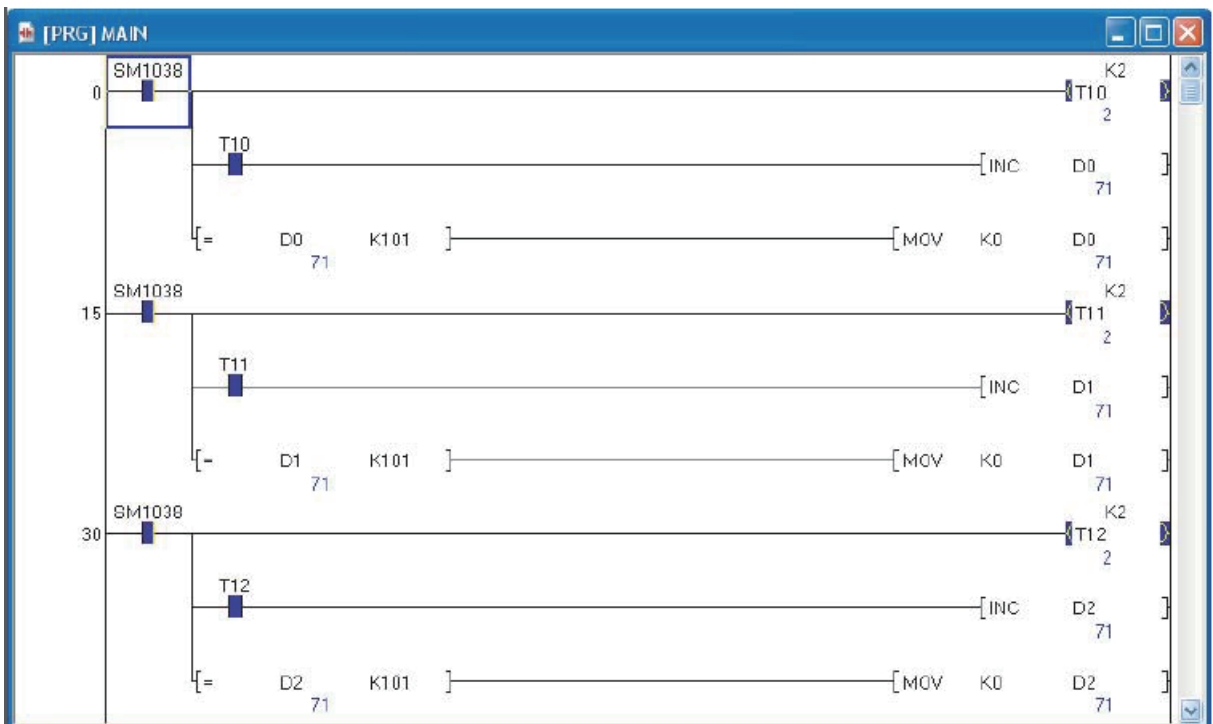 [PRG] MAIN
SM1038 K2
0 T10
2
T10
INC D0
71
[= D0 K101 ] [MOV K0 D0 ]
71 71
SM1038 K2
15 T11
2
T11
[INC D1 ]
71
[= D1 K101 ] [MOV K0 D1 ]
71 71
SM1038 K2
30 T12
2
T12
[INC D2 ]
71
[= D2 K101 ] [MOV K0 D2 ]
71 71